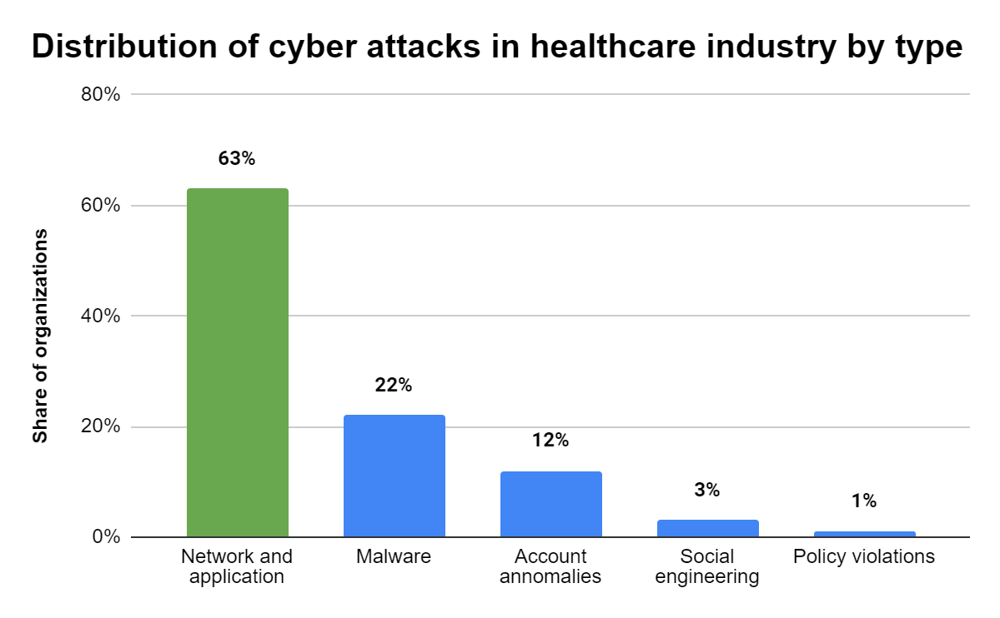 Distribution of cyber attacks in healthcare industry by type
Share of organizations
80%
60%
40%
20%
0%
63%
22%
12%
3%
1%
Network and
application
Malware
Account
annomalies
Social
engineering
Policy violations